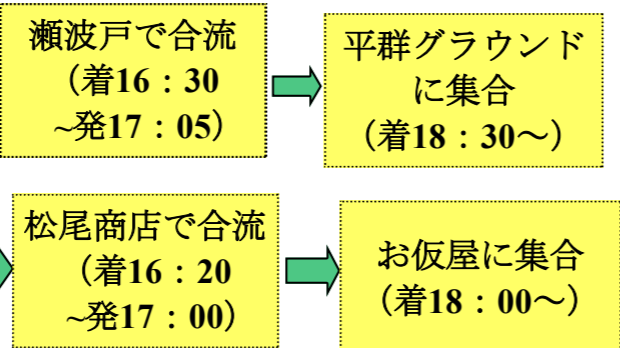 瀬波戸で合流
（着16：30
~発17：05）
平群グラウンド
に集合
（着18：30～）
松尾商店で合流
（着16：20
~発17：00）
お仮屋に集合
（着18：00～）